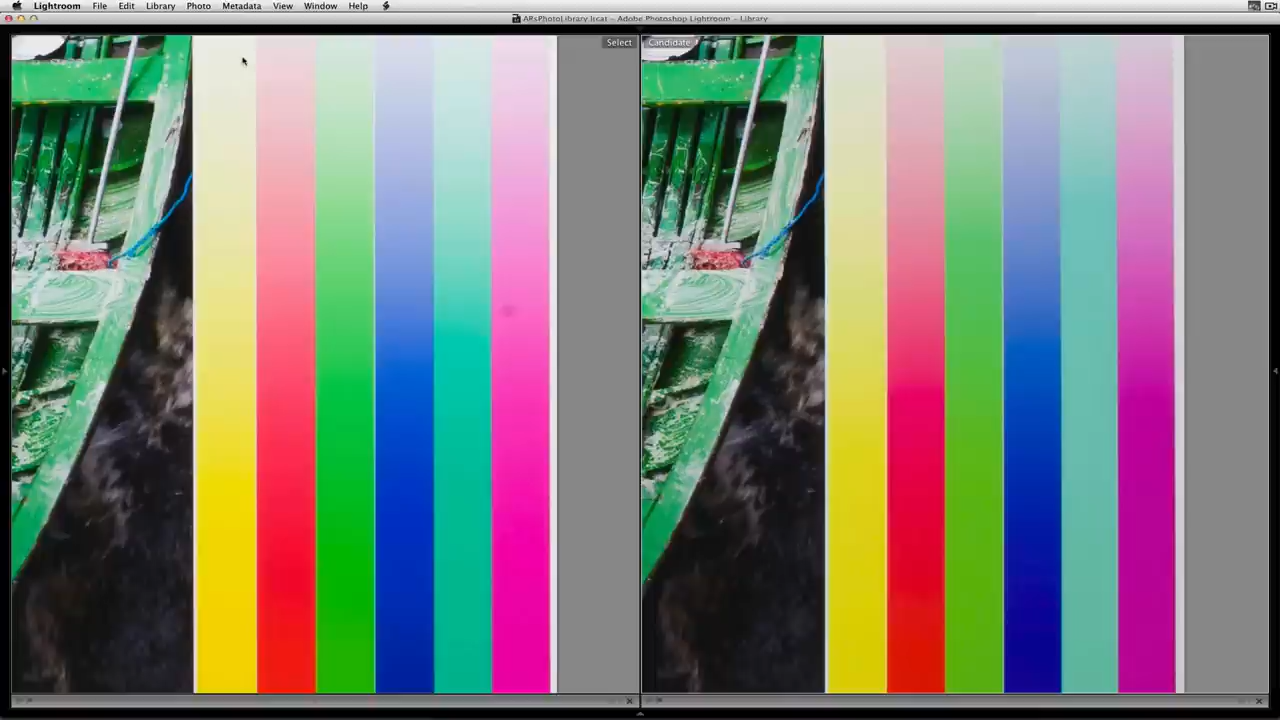 Lightroom File Edit Library Photo Metadata View Window Help
ARsPhotoLibrary.lrcat – Adobe Photoshop Lightroom – Library
Select
Candidate